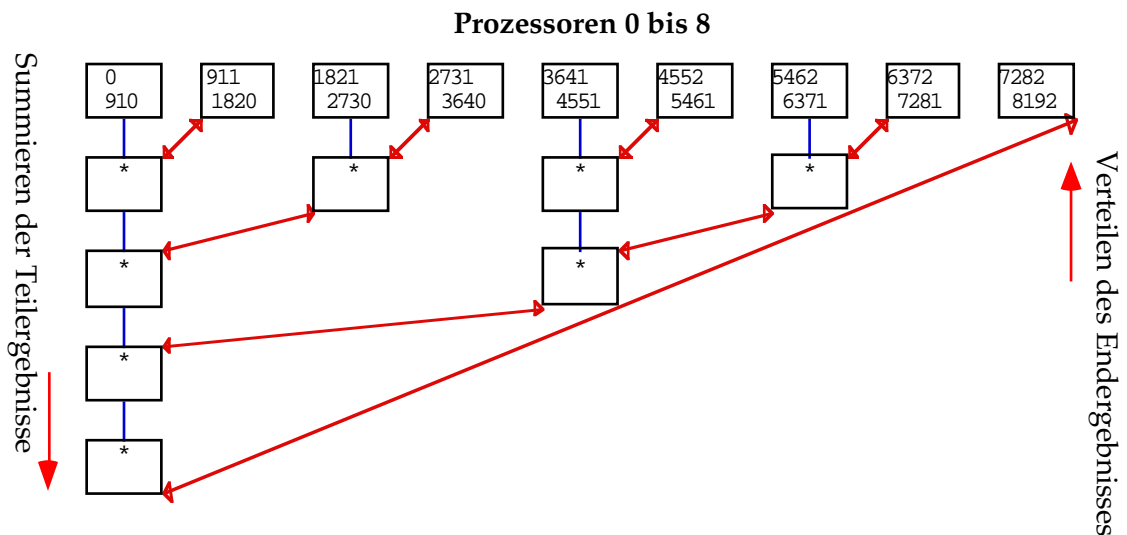 Prozessoren 0 bis 8
Summieren der Teilergebnisse
0 911 1821 2731 3641 4552 5462 6372 7282
910 1820 2730 3640 4551 5461 6371 7281 8192
* * * *
* *
*
*
Verteilen des Endergebnisses